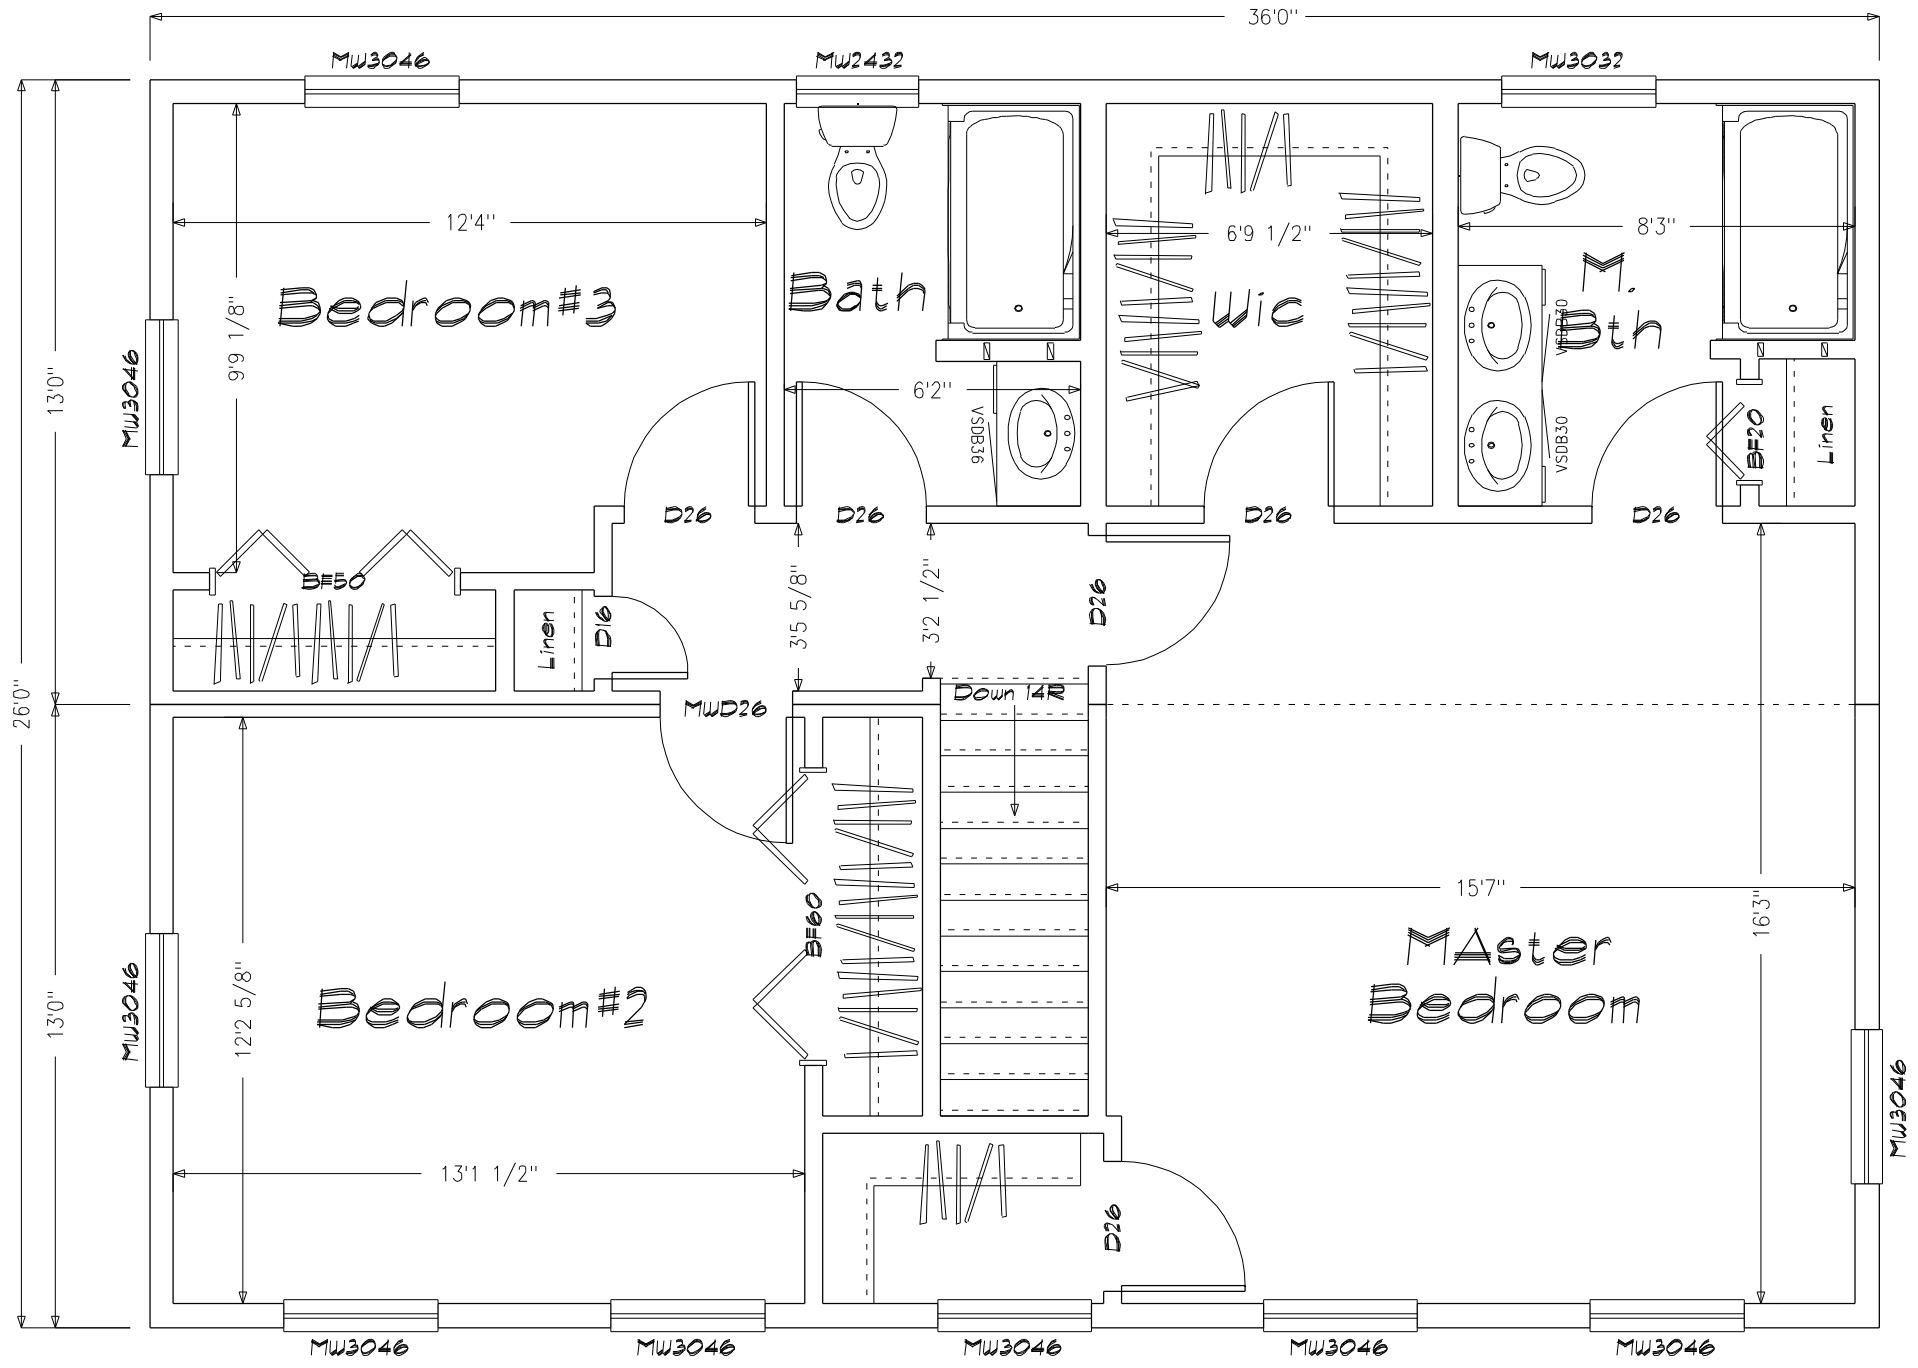 36'0"
MW3046
MW2432
MW3032
12'4"
6'9 1/2"
8'3"
Bedroom#3
Bath
Wic
M.
Bth
9'9 1/8"
13'0"
MW3046
6'2"
VSDB36
VSDB30
VSDB30
BF20
Linen
D26
D26
D26
D26
BF50
Linen
D16
3'5 5/8"
3'2 1/2"
D26
26'0"
MWD26
Down 14R
15'7"
16'3"
BF60
MAster
Bedroom
Bedroom#2
12'2 5/8"
13'0"
MW3046
MW3046
13'1 1/2"
D26
MW3046
MW3046
MW3046
MW3046
MW3046